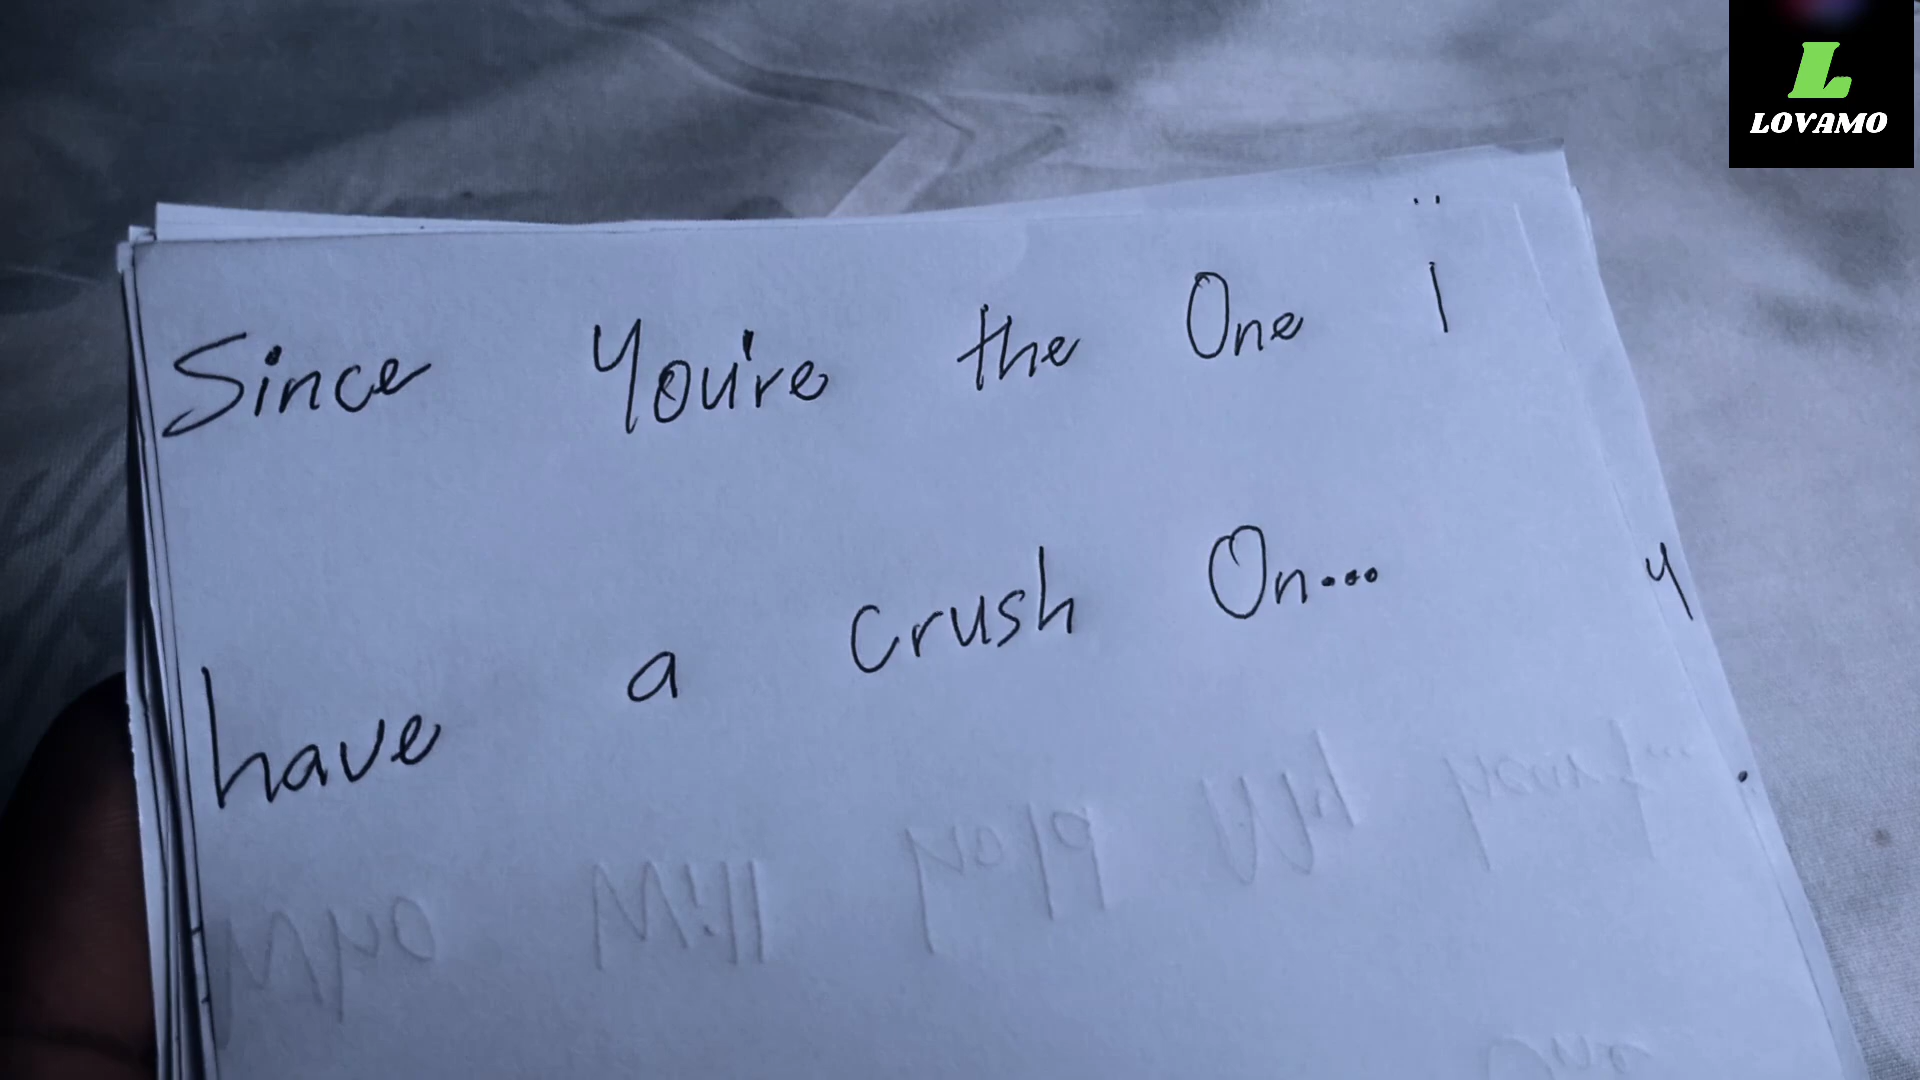 L
LOVAMO
Since You're the One I
have a crush On...
y